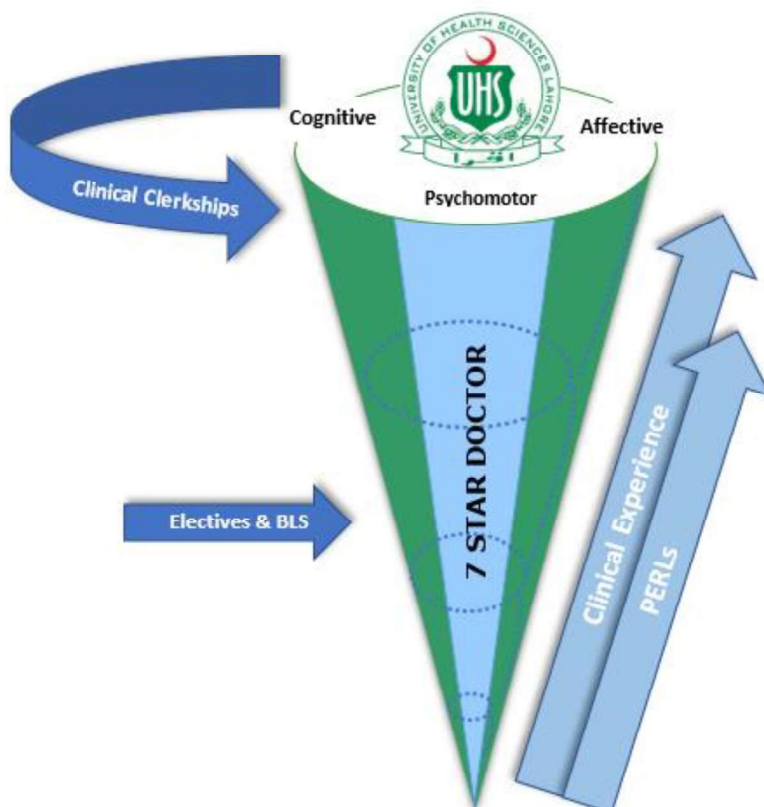 UNIVERSITY OF HEALTH SCIENCES LAHORE
UHS
اقرا
Cognitive
Affective
Psychomotor
Clinical Clerkships
7 STAR DOCTOR
Electives & BLS
Clinical Experience
PERLs